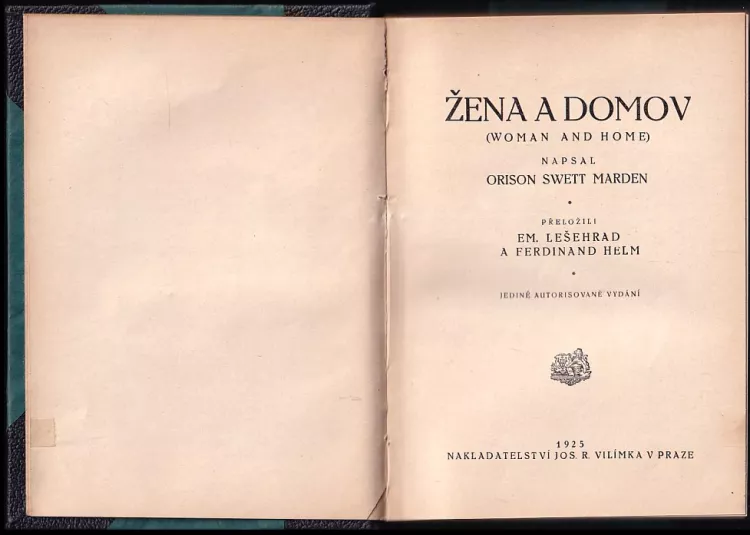 ŽENA A DOMOV
(WOMAN AND HOME)
NAPSAL
ORISON SWETT MARDEN
PŘELOŽILI
EM. LEŠEHRAD
A FERDINAND HELM
JEDINÉ AUTORISOVANÉ VYDÁNÍ
1925
NAKLADATELSTVÍ JOS. R. VILÍMKA V PRAZE